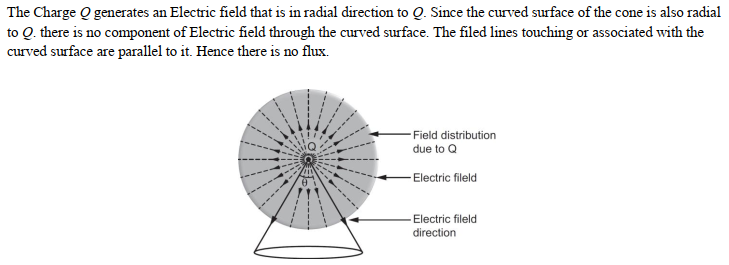 The Charge Q generates an Electric field that is in radial direction to Q. Since the curved surface of the cone is also radial
to Q. there is no component of Electric field through the curved surface. The filed lines touching or associated with the
curved surface are parallel to it. Hence there is no flux.
Field distribution
due to Q
Q
Electric fileld
θ
Electric fileld
direction